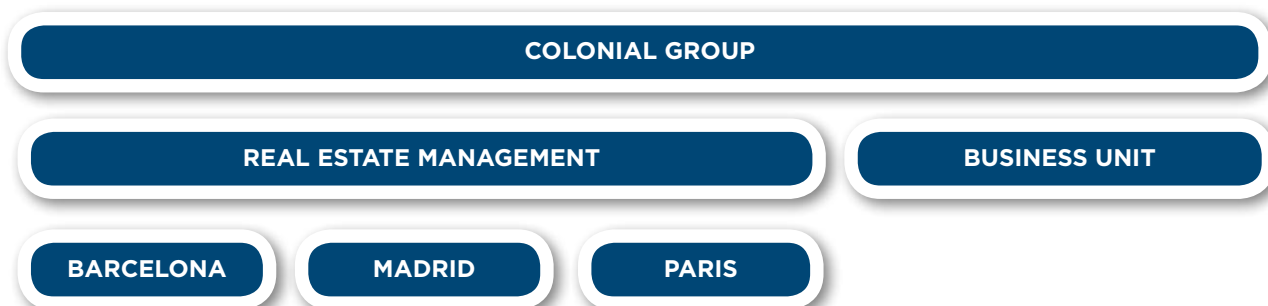 COLONIAL GROUP
REAL ESTATE MANAGEMENT
BUSINESS UNIT
BARCELONA
MADRID
PARIS